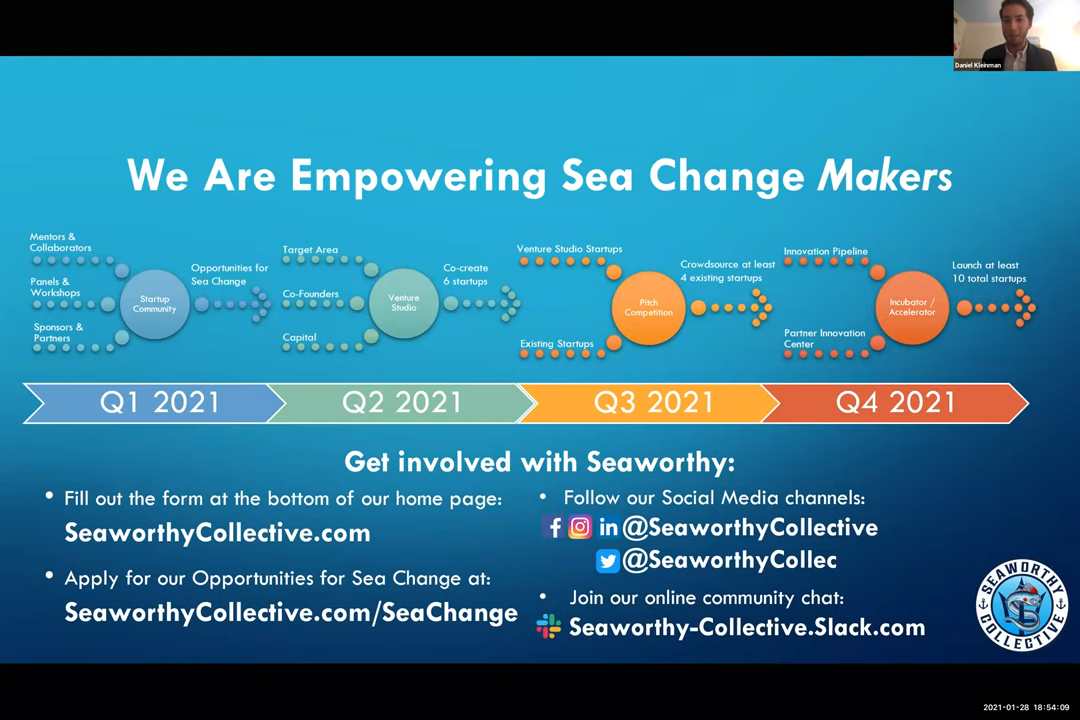 Daniel Kleinman
We Are Empowering Sea Change Makers
Mentors &
Collaborators
Panels &
Workshops
Sponsors &
Partners
Startup
Community
Opportunities for
Sea Change
Target Area
Co-Founders
Capital
Venture
Studio
Co-create
6 startups
Venture Studio Startups
Existing Startups
Pitch
Competition
Crowdsource at least
4 existing startups
Innovation Pipeline
Partner Innovation
Center
Incubator /
Accelerator
Launch at least
10 total startups
Q1 2021
Q2 2021
Q3 2021
Q4 2021
Get involved with Seaworthy:
• Fill out the form at the bottom of our home page:
SeaworthyCollective.com
• Apply for our Opportunities for Sea Change at:
SeaworthyCollective.com/SeaChange
• Follow our Social Media channels:
@SeaworthyCollective
@SeaworthyCollec
• Join our online community chat:
Seaworthy-Collective.Slack.com
SEAWORTHY
COLLECTIVE
2021-01-28 18:54:09